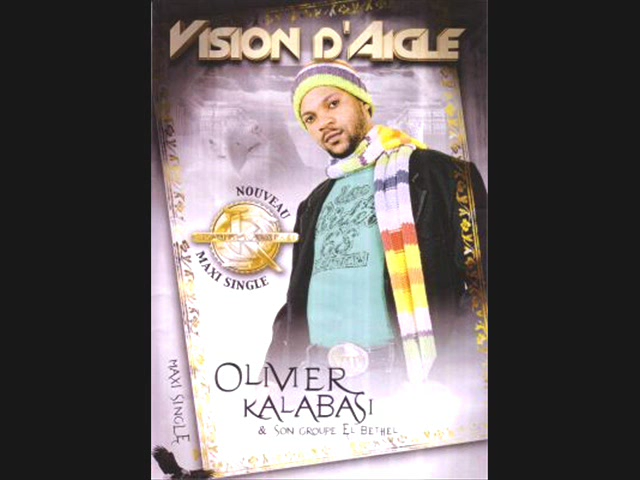 VISION D'AIGLE
NOUVEAU
MAXI SINGLE
OLIVIER
KALABASI
& SON GROUPE EL BETHEL
MAXI SINGLE